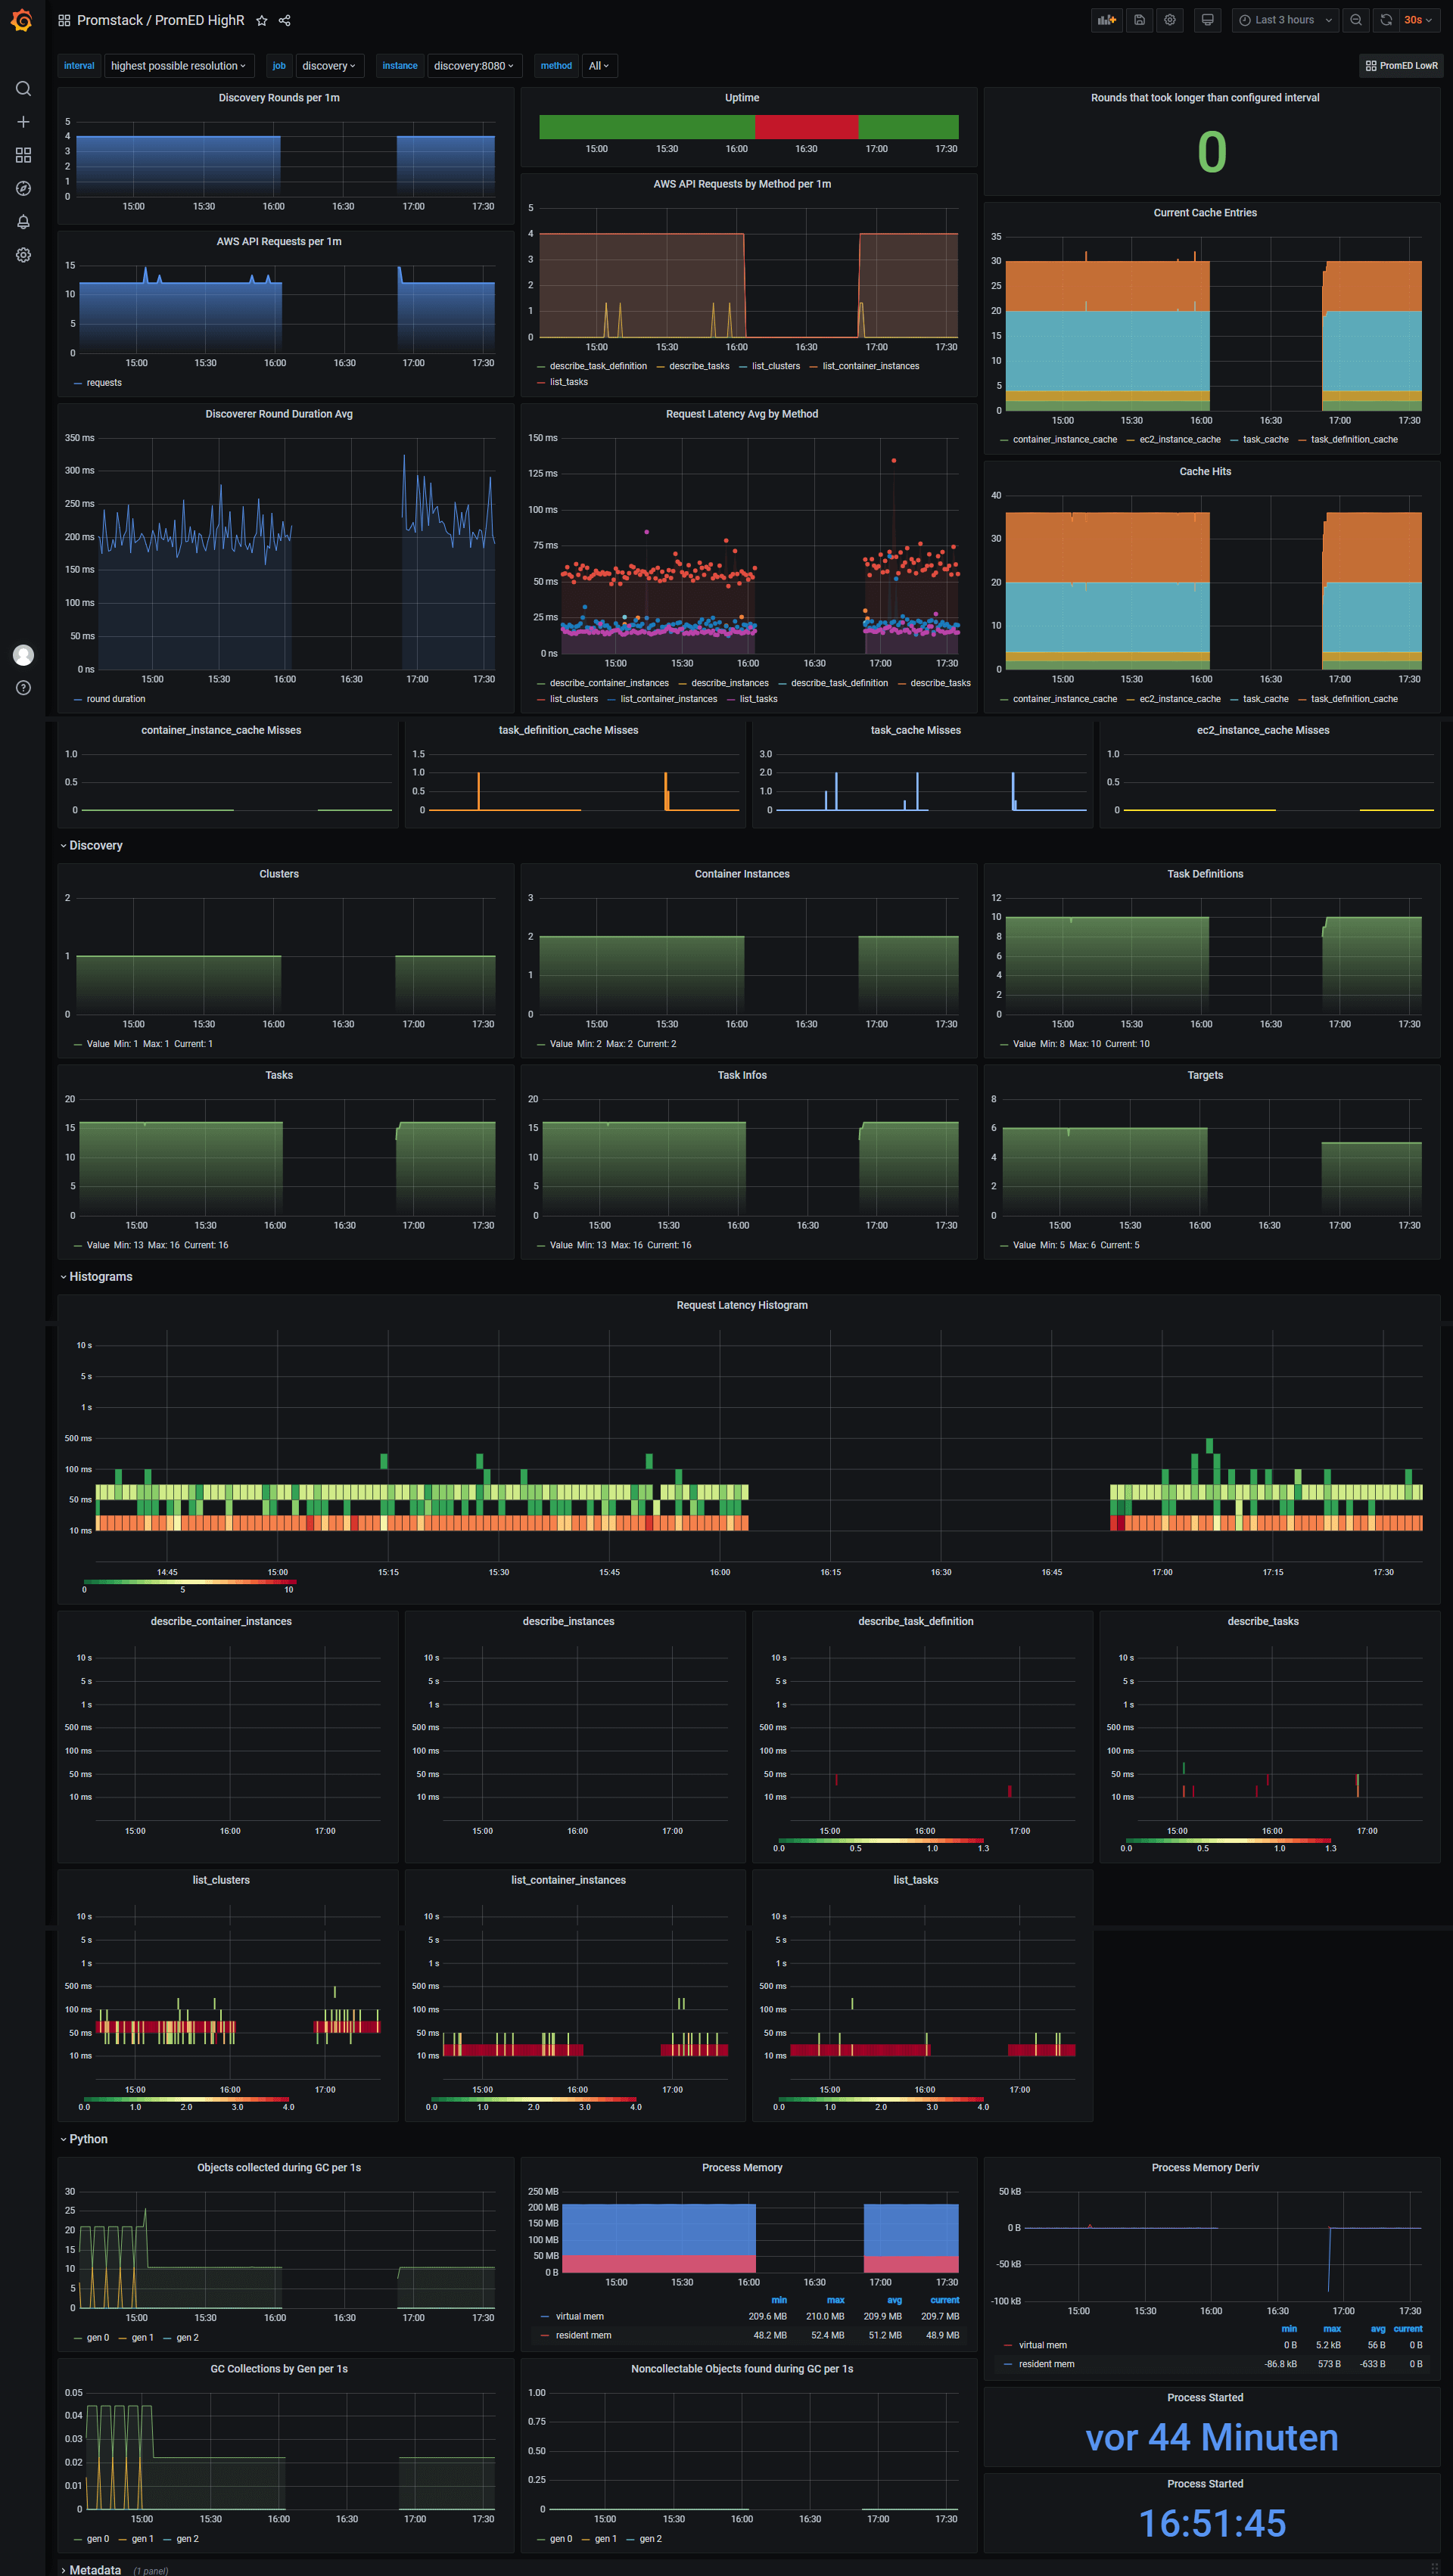 Promstack / PromED HighR
Last 3 hours
30s
interval
highest possible resolution
job
discovery
instance
discovery:8080
method
All
PromED LowR
Discovery Rounds per 1m
5
4
3
2
1
0
15:00 15:30 16:00 16:30 17:00 17:30
Uptime
15:00 15:30 16:00 16:30 17:00 17:30
Rounds that took longer than configured interval
0
AWS API Requests per 1m
15
10
5
0
15:00 15:30 16:00 16:30 17:00 17:30
requests
AWS API Requests by Method per 1m
5
4
3
2
1
0
15:00 15:30 16:00 16:30 17:00 17:30
describe_task_definition describe_tasks list_clusters list_container_instances
list_tasks
Current Cache Entries
35
30
25
20
15
10
5
0
15:00 15:30 16:00 16:30 17:00 17:30
container_instance_cache ec2_instance_cache task_cache task_definition_cache
Discoverer Round Duration Avg
350 ms
300 ms
250 ms
200 ms
150 ms
100 ms
50 ms
0 ns
15:00 15:30 16:00 16:30 17:00 17:30
round duration
Request Latency Avg by Method
150 ms
125 ms
100 ms
75 ms
50 ms
25 ms
0 ns
15:00 15:30 16:00 16:30 17:00 17:30
describe_container_instances describe_instances describe_task_definition describe_tasks
list_clusters list_container_instances list_tasks
Cache Hits
40
30
20
10
0
15:00 15:30 16:00 16:30 17:00 17:30
container_instance_cache ec2_instance_cache task_cache task_definition_cache
container_instance_cache Misses
1.0
0.5
0
task_definition_cache Misses
1.5
1.0
0.5
0
task_cache Misses
3.0
2.0
1.0
0
ec2_instance_cache Misses
1.0
0.5
0
Discovery
Clusters
2
1
0
15:00 15:30 16:00 16:30 17:00 17:30
Value Min: 1 Max: 1 Current: 1
Container Instances
3
2
1
0
15:00 15:30 16:00 16:30 17:00 17:30
Value Min: 2 Max: 2 Current: 2
Task Definitions
12
10
8
6
4
2
0
15:00 15:30 16:00 16:30 17:00 17:30
Value Min: 8 Max: 10 Current: 10
Tasks
20
15
10
5
0
15:00 15:30 16:00 16:30 17:00 17:30
Value Min: 13 Max: 16 Current: 16
Task Infos
20
15
10
5
0
15:00 15:30 16:00 16:30 17:00 17:30
Value Min: 13 Max: 16 Current: 16
Targets
8
6
4
2
0
15:00 15:30 16:00 16:30 17:00 17:30
Value Min: 5 Max: 6 Current: 5
Histograms
Request Latency Histogram
10 s
5 s
1 s
500 ms
100 ms
50 ms
10 ms
14:45 15:00 15:15 15:30 15:45 16:00 16:15 16:30 16:45 17:00 17:15 17:30
0 5 10
describe_container_instances
10 s
5 s
1 s
500 ms
100 ms
50 ms
10 ms
15:00 16:00 17:00
describe_instances
10 s
5 s
1 s
500 ms
100 ms
50 ms
10 ms
15:00 16:00 17:00
describe_task_definition
10 s
5 s
1 s
500 ms
100 ms
50 ms
10 ms
15:00 16:00 17:00
0.0 0.5 1.0 1.3
describe_tasks
10 s
5 s
1 s
500 ms
100 ms
50 ms
10 ms
15:00 16:00 17:00
0.0 0.5 1.0 1.3
list_clusters
10 s
5 s
1 s
500 ms
100 ms
50 ms
10 ms
15:00 16:00 17:00
0.0 1.0 2.0 3.0 4.0
list_container_instances
10 s
5 s
1 s
500 ms
100 ms
50 ms
10 ms
15:00 16:00 17:00
0.0 1.0 2.0 3.0 4.0
list_tasks
10 s
5 s
1 s
500 ms
100 ms
50 ms
10 ms
15:00 16:00 17:00
0.0 1.0 2.0 3.0 4.0
Python
Objects collected during GC per 1s
30
25
20
15
10
5
0
15:00 15:30 16:00 16:30 17:00 17:30
gen 0 gen 1 gen 2
Process Memory
250 MB
200 MB
150 MB
100 MB
50 MB
0 B
15:00 15:30 16:00 16:30 17:00 17:30
min max avg current
virtual mem 209.6 MB 210.0 MB 209.9 MB 209.7 MB
resident mem 48.2 MB 52.4 MB 51.2 MB 48.9 MB
Process Memory Deriv
50 kB
0 B
-50 kB
-100 kB
15:00 15:30 16:00 16:30 17:00 17:30
min max avg current
virtual mem 0 B 5.2 kB 56 B 0 B
resident mem -86.8 kB 573 B -633 B 0 B
GC Collections by Gen per 1s
0.05
0.04
0.03
0.02
0.01
0
15:00 15:30 16:00 16:30 17:00 17:30
gen 0 gen 1 gen 2
Noncollectable Objects found during GC per 1s
1.00
0.75
0.50
0.25
0
15:00 15:30 16:00 16:30 17:00 17:30
gen 0 gen 1 gen 2
Process Started
vor 44 Minuten
Process Started
16:51:45
Metadata (1 panel)